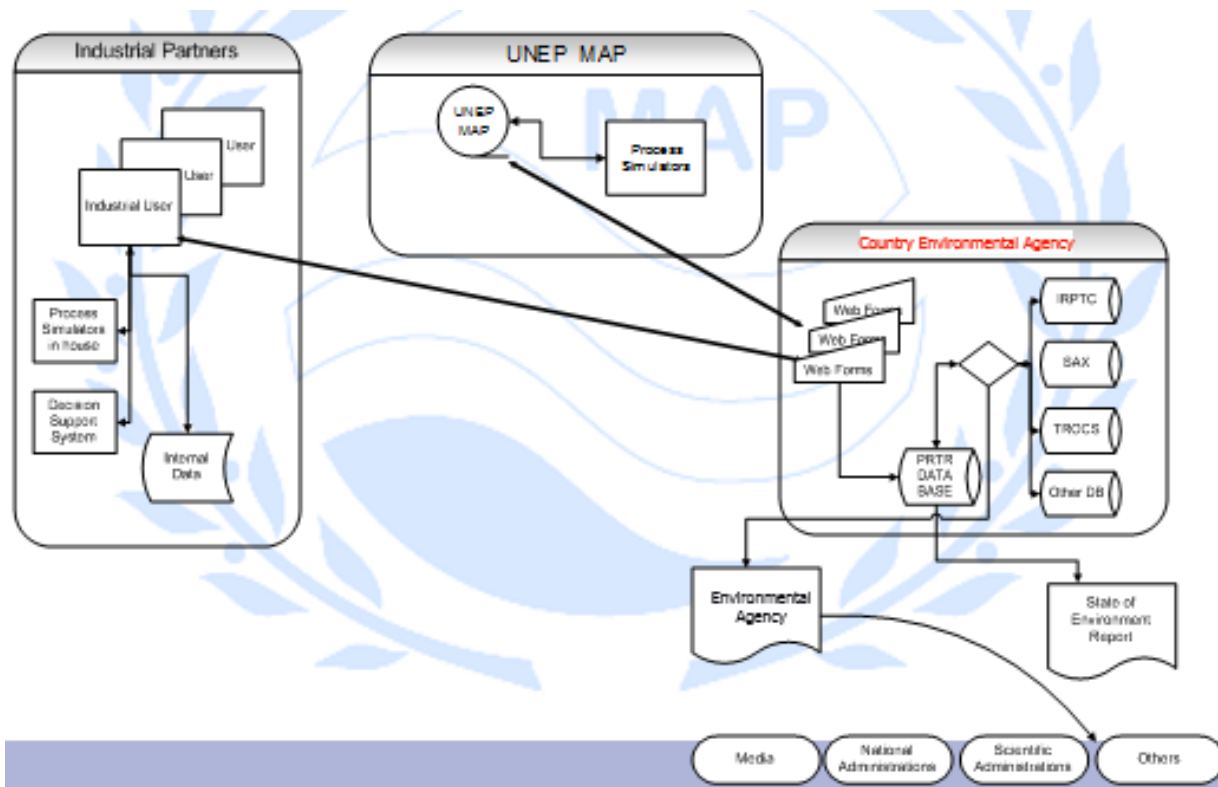 Industrial Partners
User
User
Industrial User
Process
Simulators
in house
Decision
Support
System
Internal
Data
UNEP MAP
UNEP
MAP
Process
Simulators
MAP
Country Environmental Agency
Web Forms
Web Forms
Web Forms
IRPTC
SAX
TROCS
Other DB
PRTR
DATA
BASE
Environmental
Agency
State of
Environment
Report
Media
National
Administrations
Scientific
Administrations
Others